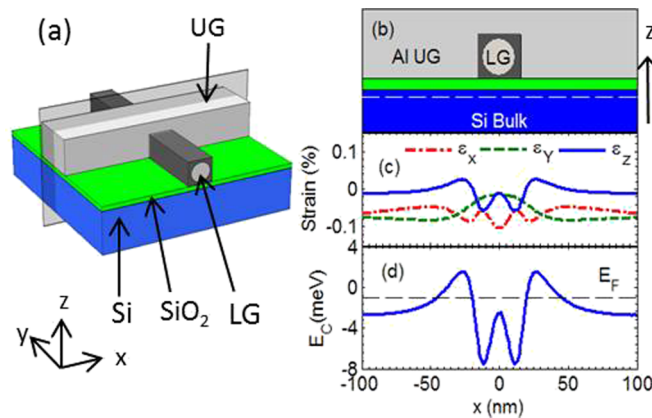 (a)
UG
Si
SiO2
LG
z
y
x
(b)
Al UG
LG
Si Bulk
Z
(c)
εX
εY
εZ
Strain (%)
0.1
0
-0.1
(d)
EF
EC(meV)
4
0
-4
-8
-100
-50
0
50
100
x (nm)